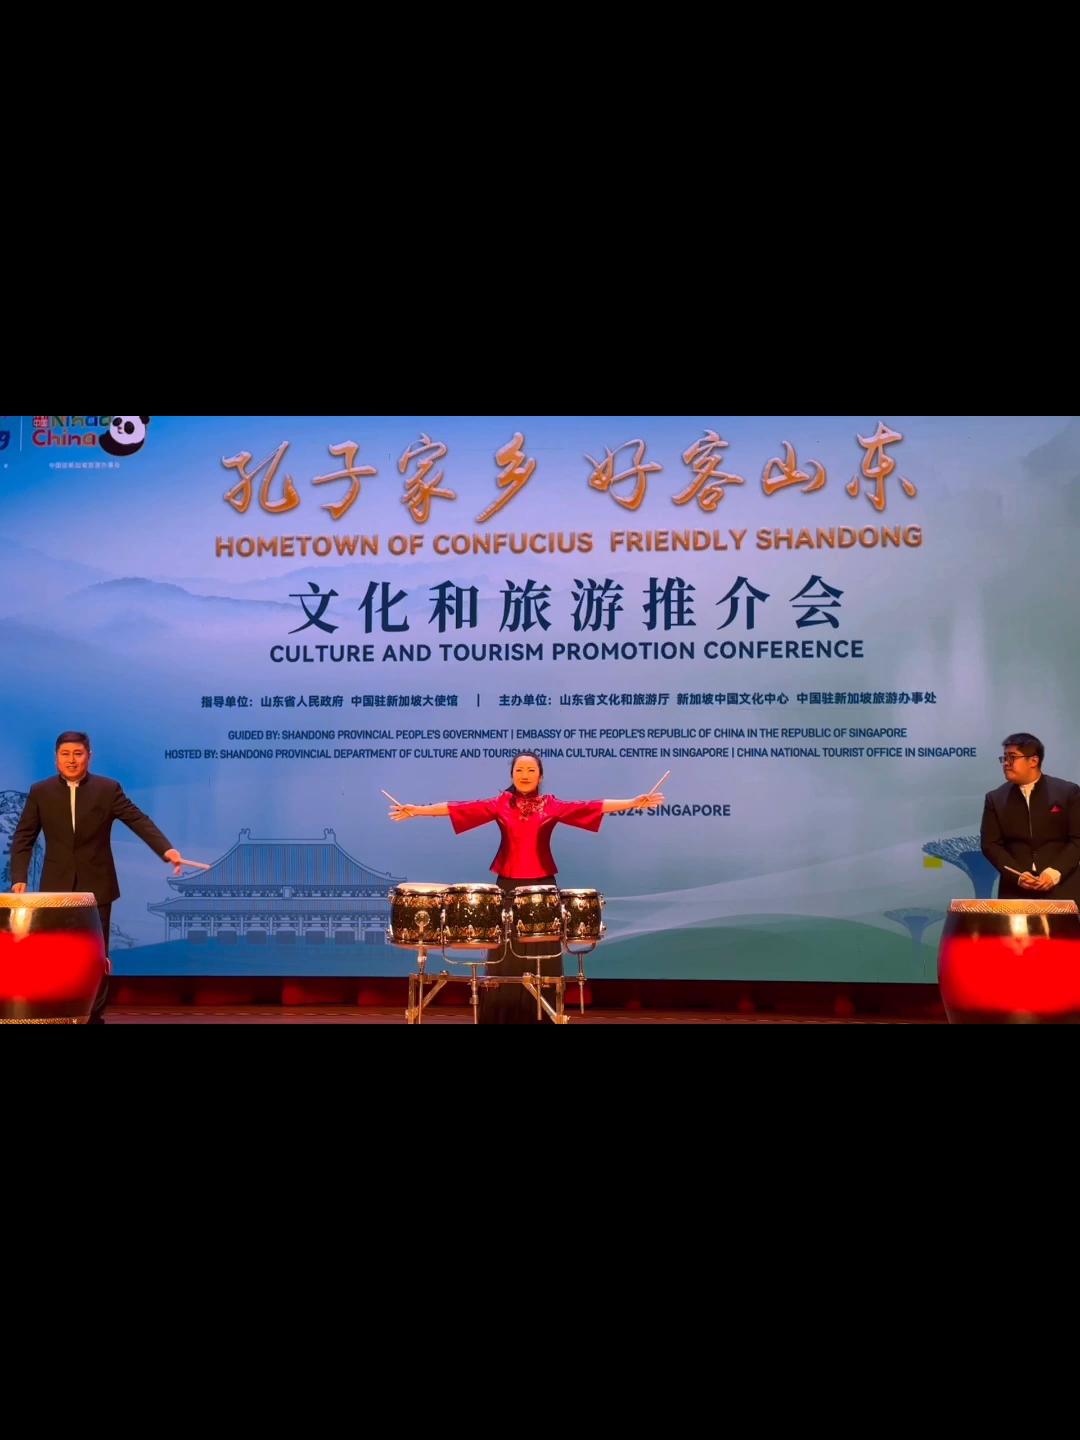 中国
China
孔子家乡 好客山东
HOMETOWN OF CONFUCIUS FRIENDLY SHANDONG
文化和旅游推介会
CULTURE AND TOURISM PROMOTION CONFERENCE
指导单位：山东省人民政府 中国驻新加坡大使馆 | 主办单位：山东省文化和旅游厅 新加坡中国文化中心 中国驻新加坡旅游办事处
GUIDED BY: SHANDONG PROVINCIAL PEOPLE'S GOVERNMENT | EMBASSY OF THE PEOPLE'S REPUBLIC OF CHINA IN THE REPUBLIC OF SINGAPORE
HOSTED BY: SHANDONG PROVINCIAL DEPARTMENT OF CULTURE AND TOURISM | CHINA CULTURAL CENTRE IN SINGAPORE | CHINA NATIONAL TOURIST OFFICE IN SINGAPORE
2024 SINGAPORE